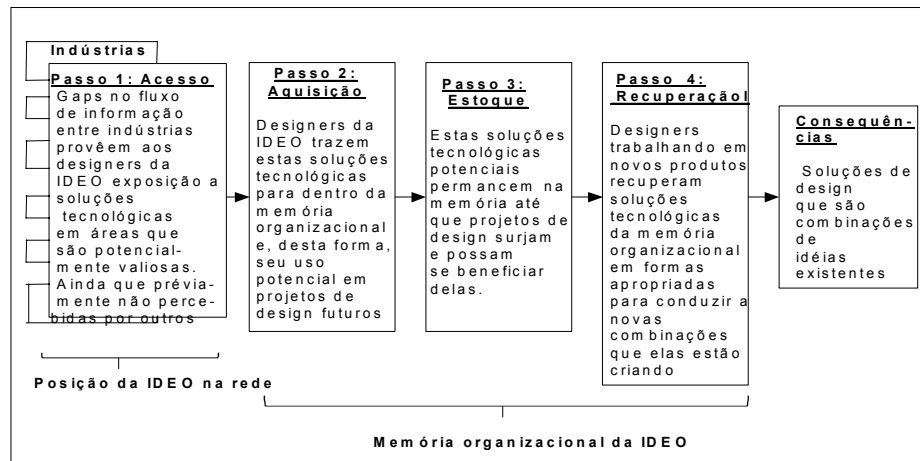 Indústrias
Passo 1: Acesso
Gaps no fluxo
de informação
entre indústrias
provêem aos
designers da
IDEO exposição a
soluções
tecnológicas
em áreas que
são potencial-
mente valiosas.
Ainda que prévia-
mente não perce-
bidas por outros
Passo 2:
Aquisição
Designers da
IDEO trazem
estas soluções
tecnológicas
para dentro da
memória
organizacional
e, desta forma,
seu uso
potencial em
projetos de
design futuros
Passo 3:
Estoque
Estas soluções
tecnológicas
potenciais
permancem na
memória até
que projetos de
design surjam
e possam
se beneficiar
delas.
Passo 4:
Recuperaçãol
Designers
trabalhando em
novos produtos
recuperam
soluções
tecnológicas
da memória
organizacional
em formas
apropriadas
para conduzir a
novas
combinações
que elas estão
criando
Consequên-
cias
Soluções de
design
que são
combinações
de
idéias
existentes
Posição da IDEO na rede
Memória organizacional da IDEO